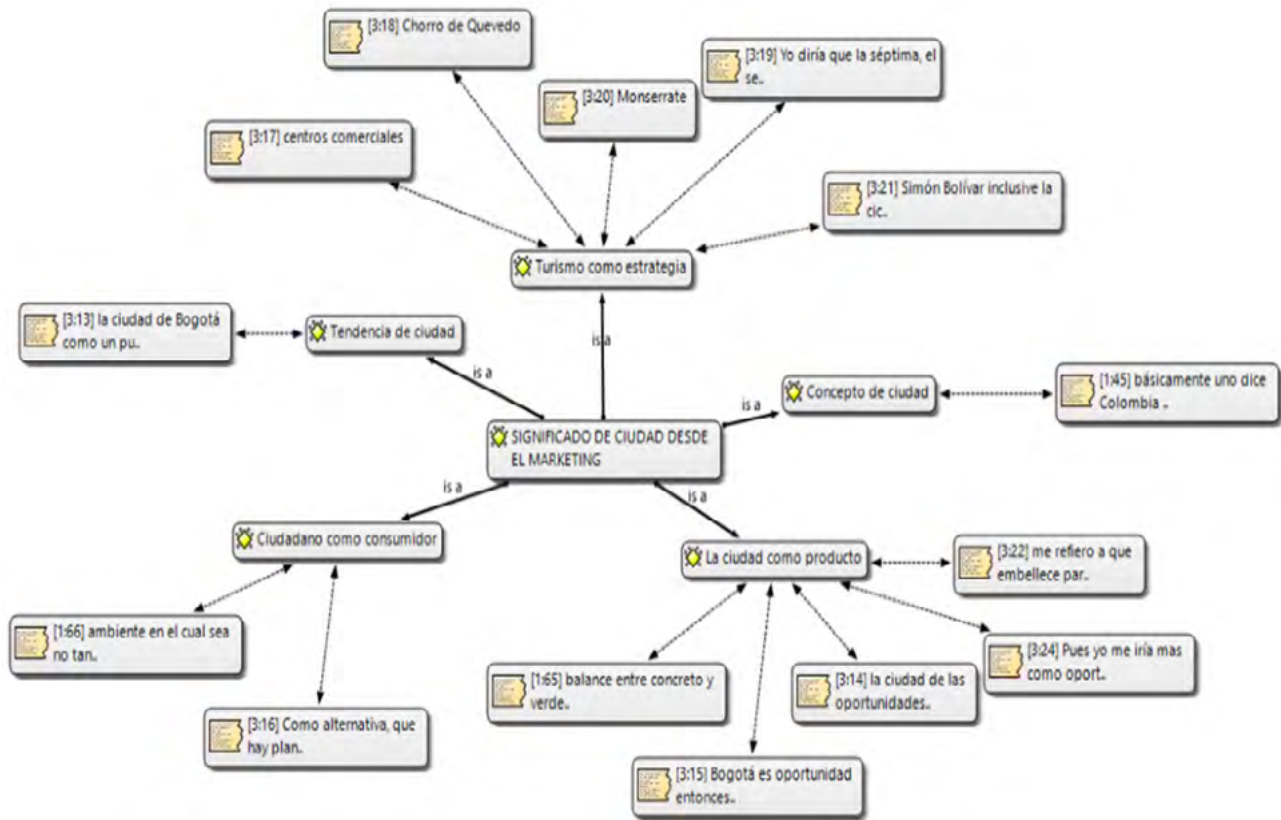 [3:18] Chorro de Quevedo
[3:19] Yo diría que la séptima, el
se..
[3:20] Monserrate
[3:17] centros comerciales
[3:21] Simón Bolívar inclusive la
cic..
Turismo como estrategia
[3:13] la ciudad de Bogotá
como un pu..
Tendencia de ciudad
is a
is a
Concepto de ciudad
[1:45] básicamente uno dice
Colombia ..
is a
SIGNIFICADO DE CIUDAD DESDE
EL MARKETING
is a
is a
Ciudadano como consumidor
La ciudad como producto
[3:22] me refiero a que
embellece par..
[1:66] ambiente en el cual sea
no tan..
[3:24] Pues yo me iría mas
como oport..
[1:65] balance entre concreto y
verde..
[3:14] la ciudad de las
oportunidades..
[3:16] Como alternativa, que
hay plan..
[3:15] Bogotá es oportunidad
entonces..